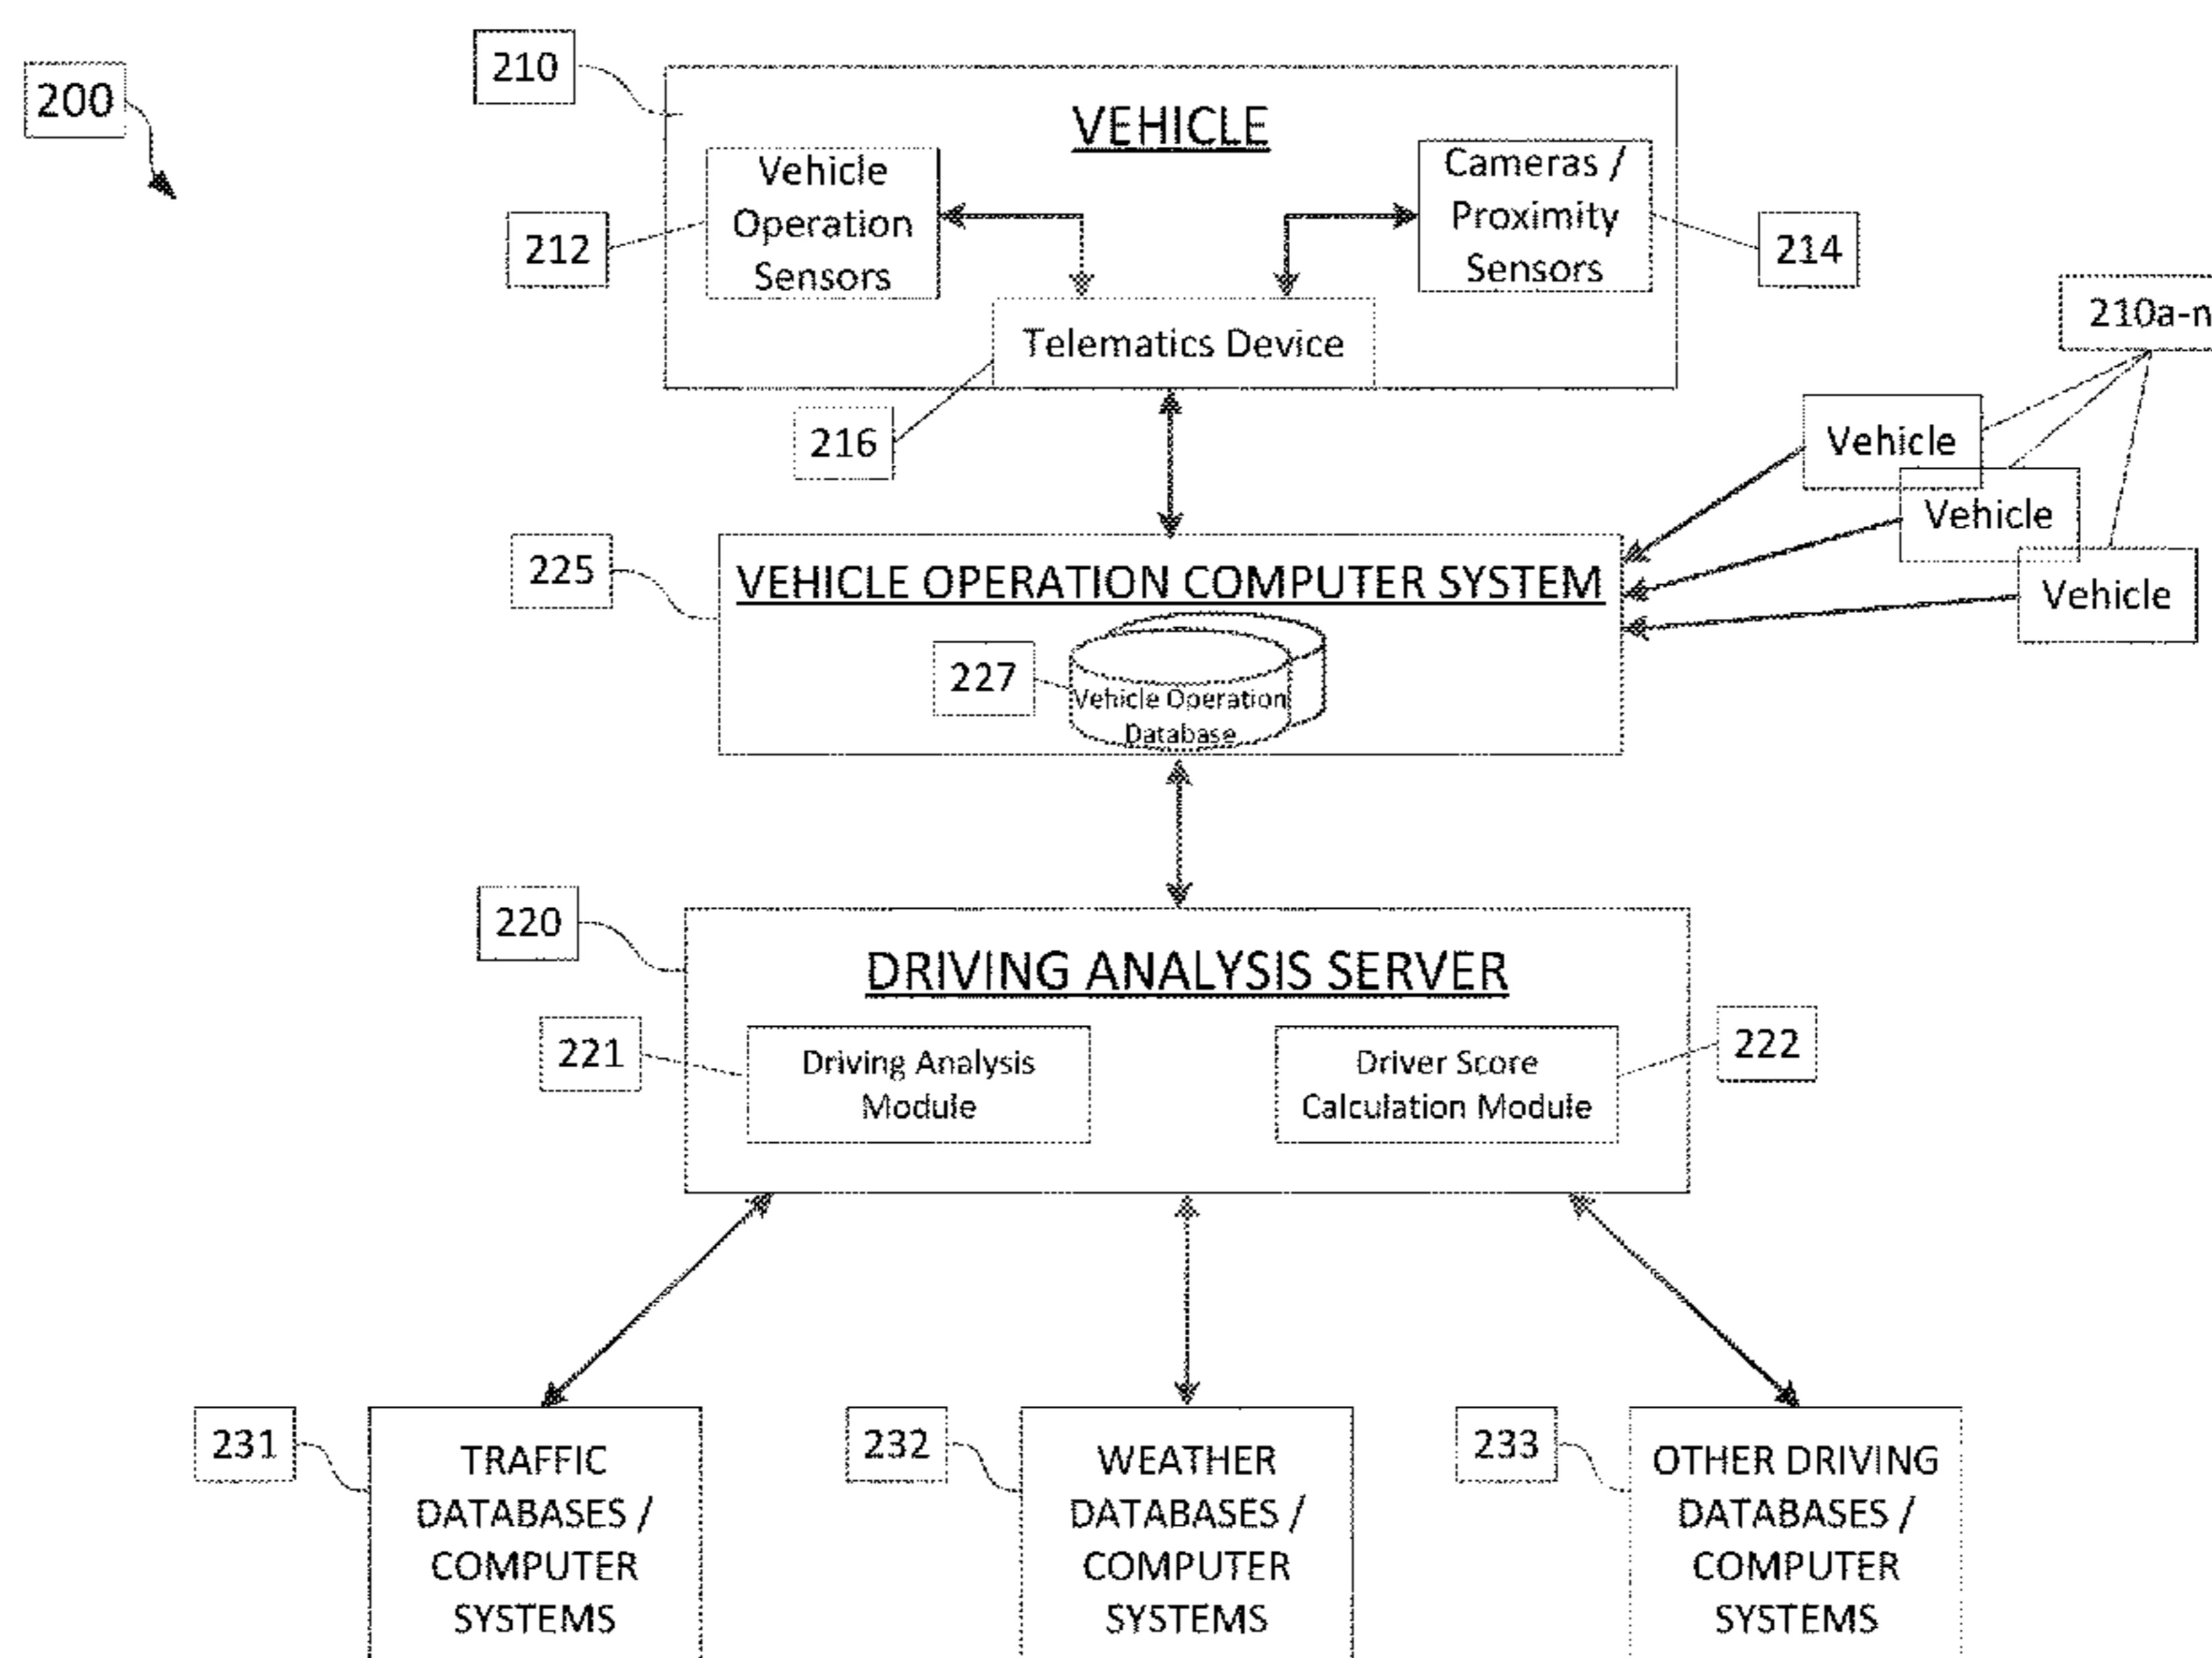 200
210
VEHICLE
Vehicle
Operation
Sensors
Cameras /
Proximity
Sensors
212
214
Telematics Device
216
210a-n
Vehicle
Vehicle
Vehicle
225
VEHICLE OPERATION COMPUTER SYSTEM
227
Vehicle Operation
Database
220
DRIVING ANALYSIS SERVER
221
Driving Analysis
Module
Driver Score
Calculation Module
222
231
TRAFFIC
DATABASES /
COMPUTER
SYSTEMS
232
WEATHER
DATABASES /
COMPUTER
SYSTEMS
233
OTHER DRIVING
DATABASES /
COMPUTER
SYSTEMS